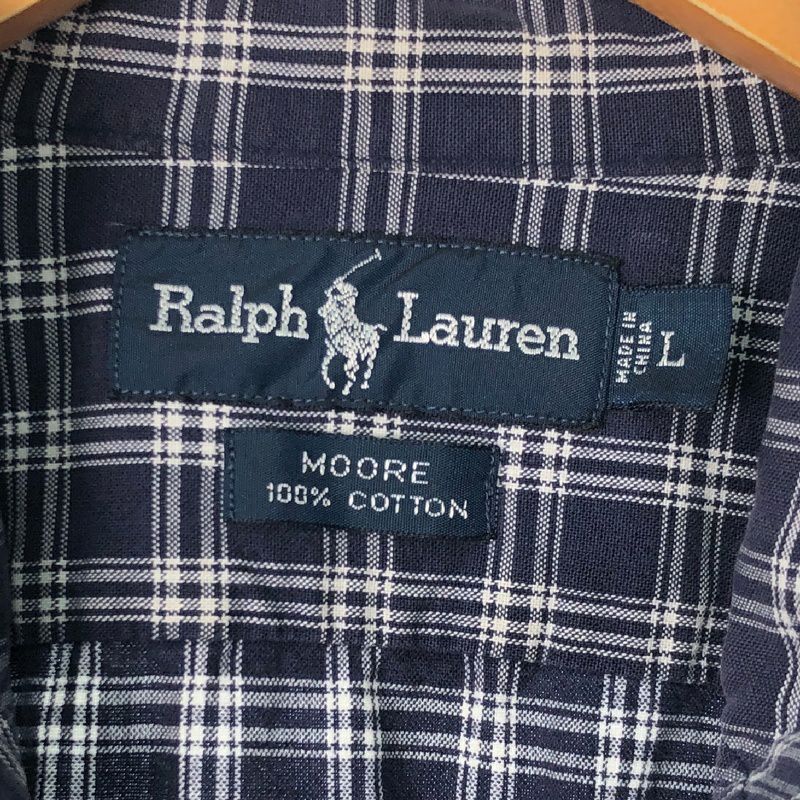 Ralph Lauren
MADE IN
CHINA
L
MOORE
100% COTTON